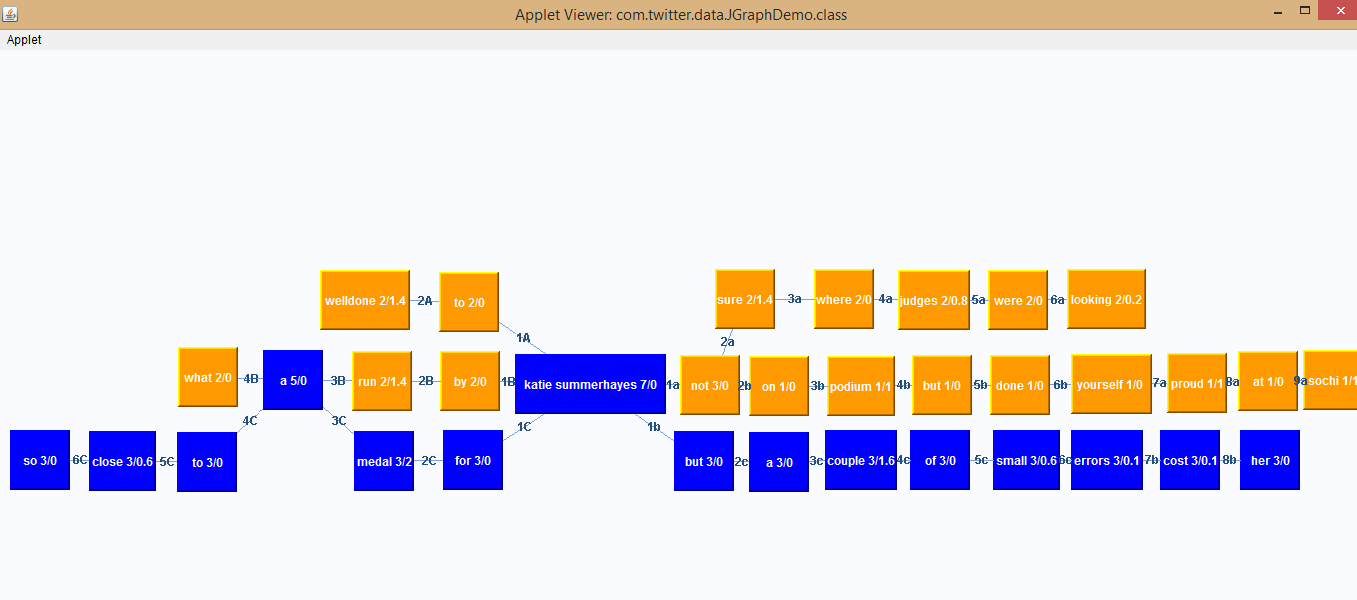 Applet Viewer: com.twitter.data.JGraphDemo.class
Applet
welldone 2/1.4 2A to 2/0 sure 2/1.4 3a where 2/0 4a judges 2/0.8 5a were 2/0 6a looking 2/0.2
1A 2a
what 2/0 4B a 5/0 3B run 2/1.4 2B by 2/0 1B katie summerhayes 7/0 1a not 3/0 2b on 1/0 3b podium 1/1 4b but 1/0 5b done 1/0 6b yourself 1/0 7a proud 1/1 8a at 1/0 9a sochi 1/1
4C 3C 1C 1b
so 3/0 6C close 3/0.6 5C to 3/0 medal 3/2 2C for 3/0 but 3/0 2c a 3/0 3c couple 3/1.6 4c of 3/0 5c small 3/0.6 6c errors 3/0.1 7b cost 3/0.1 8b her 3/0